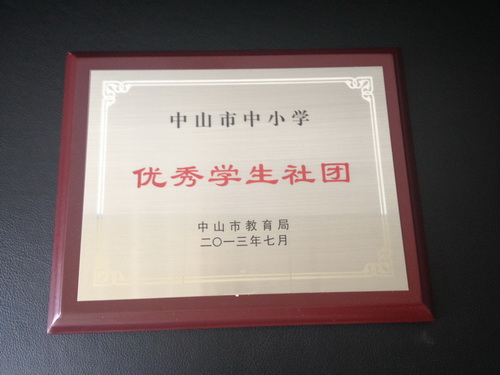 中山市中小学
优秀学生社团
中山市教育局
二〇一三年七月